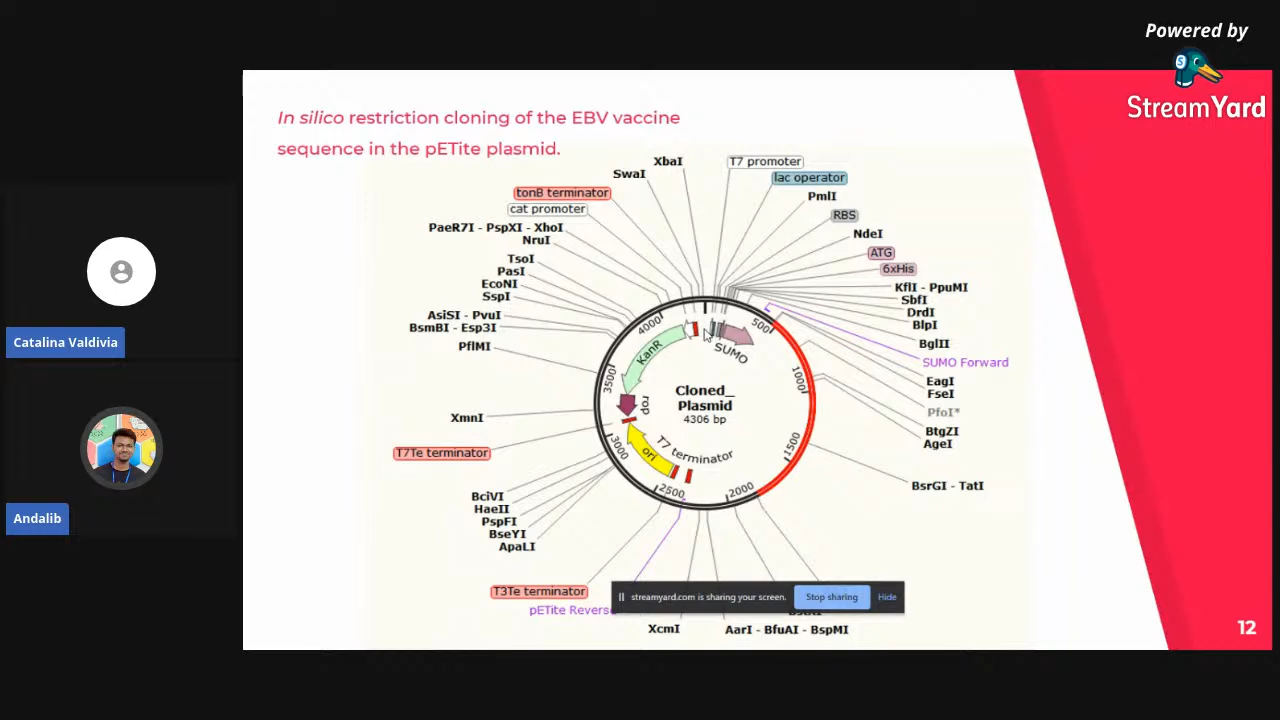 Powered by
StreamYard
In silico restriction cloning of the EBV vaccine
sequence in the pETite plasmid.
XbaI
SwaI
tonB terminator
cat promoter
PaeR7I - PspXI - XhoI
NruI
TsoI
PasI
EcoNI
SspI
AsiSI - PvuI
BsmBI - Esp3I
PflMI
XmnI
T7Te terminator
BciVI
HaeII
PspFI
BseYI
ApaLI
T3Te terminator
pETite Reverse
XcmI
AarI - BfuAI - BspMI
T7 promoter
lac operator
PmlI
RBS
NdeI
ATG
6xHis
KflI - PpuMI
SbfI
DrdI
BlpI
BglII
SUMO Forward
EagI
FseI
PfoI*
BtgZI
AgeI
BsrGI - TatI
4000
500
KanR
SUMO
3500
1000
rop
Cloned_
Plasmid
4306 bp
3000
1500
ori
T7 terminator
2500
2000
streamyard.com is sharing your screen.
Stop sharing
Hide
12
Catalina Valdivia
Andalib